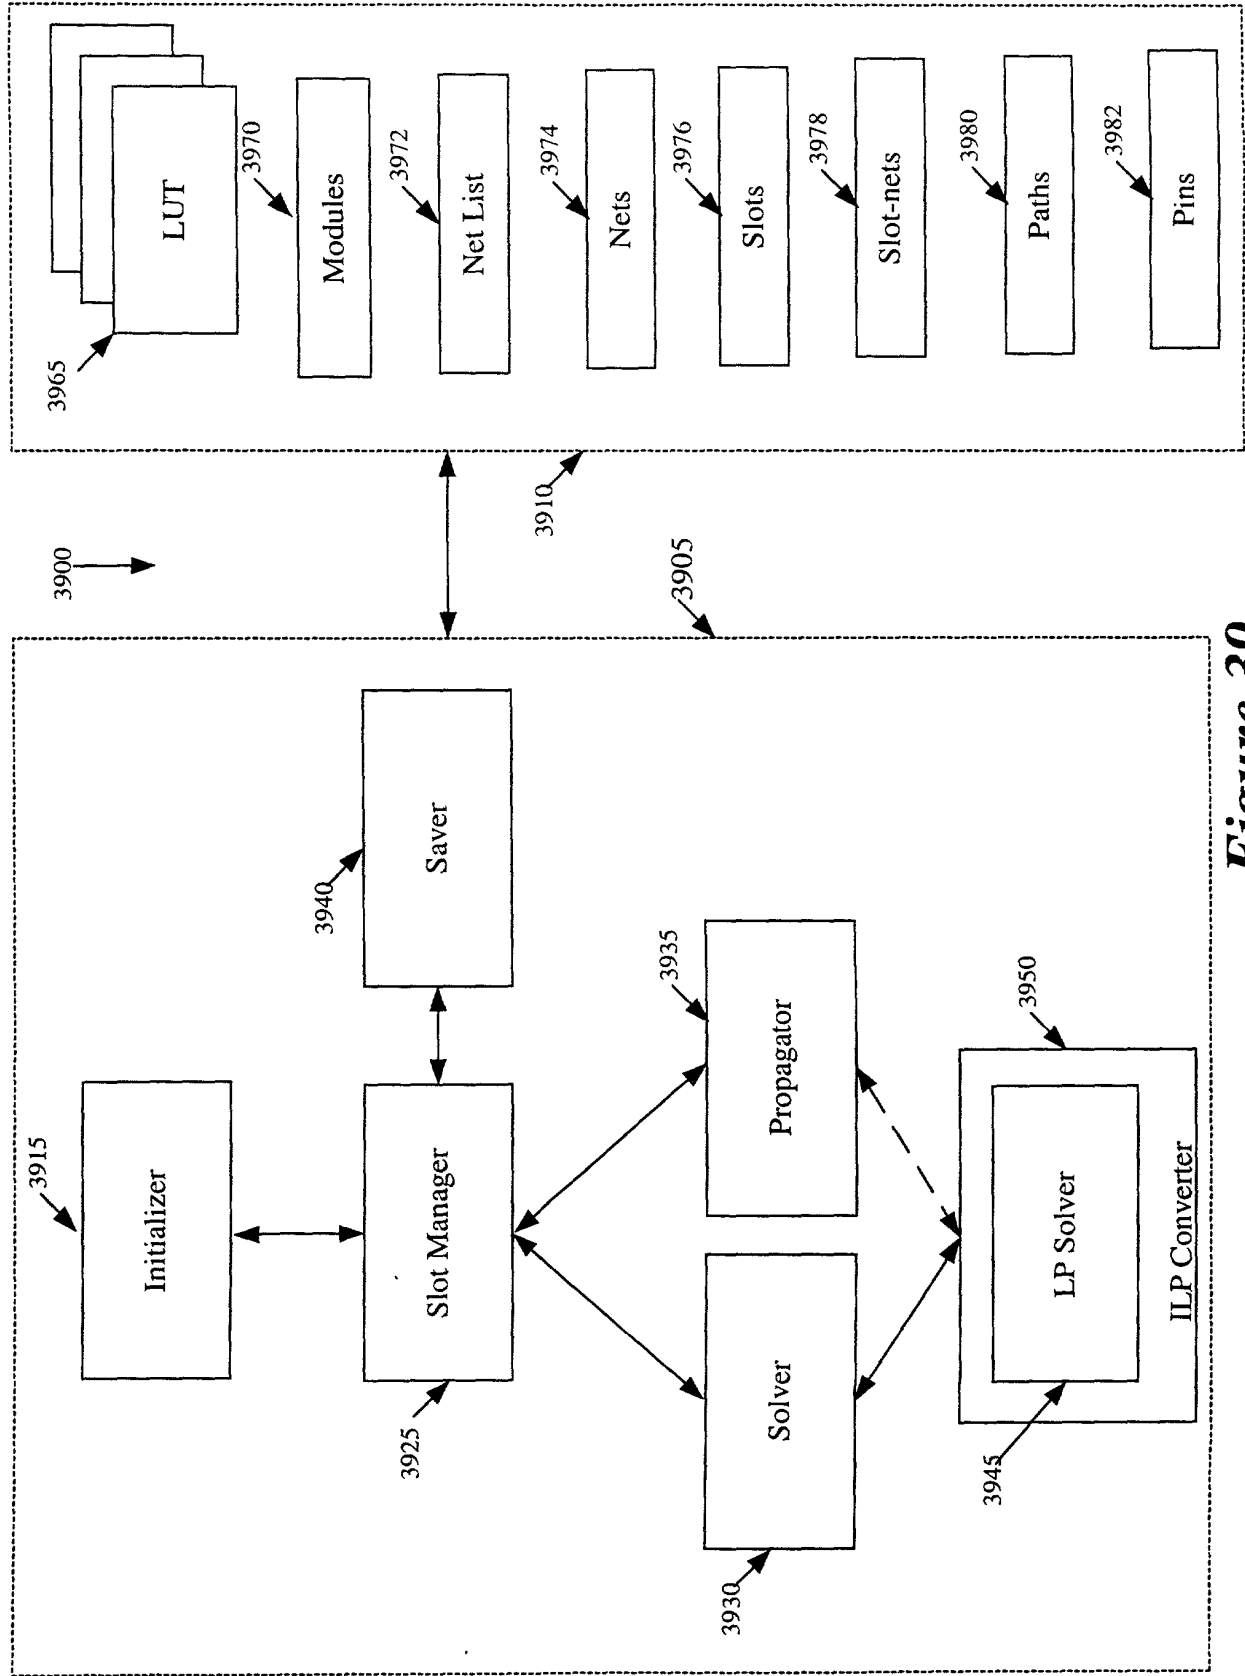 3915
3900
3965
Initializer
LUT
3970
Modules
3940
3972
3925
Slot Manager
Saver
Net List
3910
3974
Nets
3935
3905
3976
3930
Solver
Propagator
Slots
3978
Slot-nets
3945
3950
3980
LP Solver
Paths
3982
ILP Converter
Pins
Figure 39